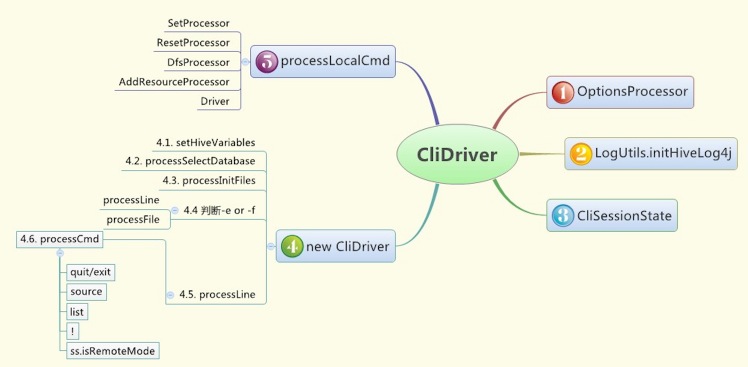 CliDriver
1 OptionsProcessor
2 LogUtils.initHiveLog4j
3 CliSessionState
4 new CliDriver
4.1. setHiveVariables
4.2. processSelectDatabase
4.3. processInitFiles
4.4 判断-e or -f
processLine
processFile
4.5. processLine
4.6. processCmd
quit/exit
source
list
!
ss.isRemoteMode
5 processLocalCmd
SetProcessor
ResetProcessor
DfsProcessor
AddResourceProcessor
Driver